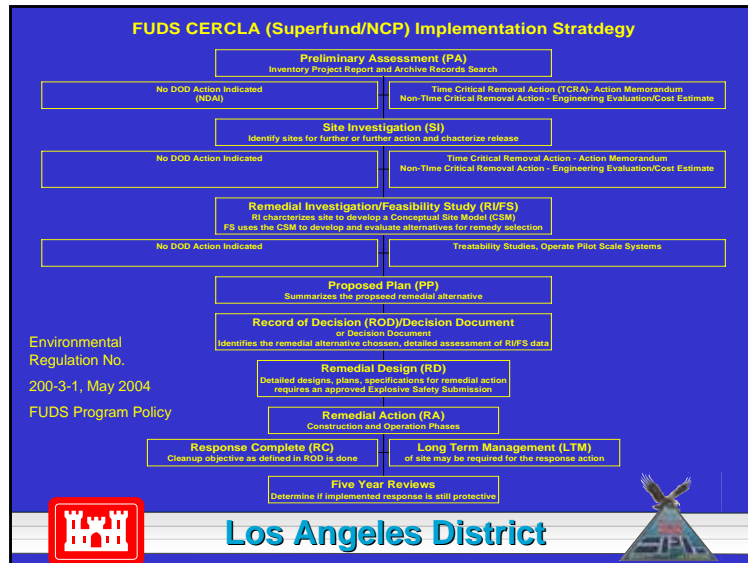 FUDS CERCLA (Superfund/NCP) Implementation Stratdegy
Preliminary Assessment (PA)
Inventory Project Report and Archive Records Search
No DOD Action Indicated
(NDAI)
Time Critical Removal Action (TCRA)- Action Memorandum
Non-TIme Critical Removal Action - Engineering Evaluation/Cost Estimate
Site Investigation (SI)
Identify sites for further or further action and chacterize release
No DOD Action Indicated
Time Critical Removal Action - Action Memorandum
Non-TIme Critical Removal Action - Engineering Evaluation/Cost Estimate
Remedial Investigation/Feasibility Study (RI/FS)
RI charcterizes site to develop a Conceptual Site Model (CSM)
FS uses the CSM to develop and evaluate alternatives for remedy selection
No DOD Action Indicated
Treatability Studies, Operate Pilot Scale Systems
Proposed Plan (PP)
Summarizes the propseed remedial alternative
Record of Decision (ROD)/Decision Document
or Decision Document
Identifies the remedial alternative chossen, detailed assessment of RI/FS data
Environmental
Regulation No.
200-3-1, May 2004
FUDS Program Policy
Remedial Design (RD)
Detailed designs, plans, specifications for remedial action
requires an approved Explosive Safety Submission
Remedial Action (RA)
Construction and Operation Phases
Response Complete (RC)
Cleanup objective as defined in ROD is done
Long Term Management (LTM)
of site may be required for the response action
Five Year Reviews
Determine if implemented response is still protective
Los Angeles District
SPL